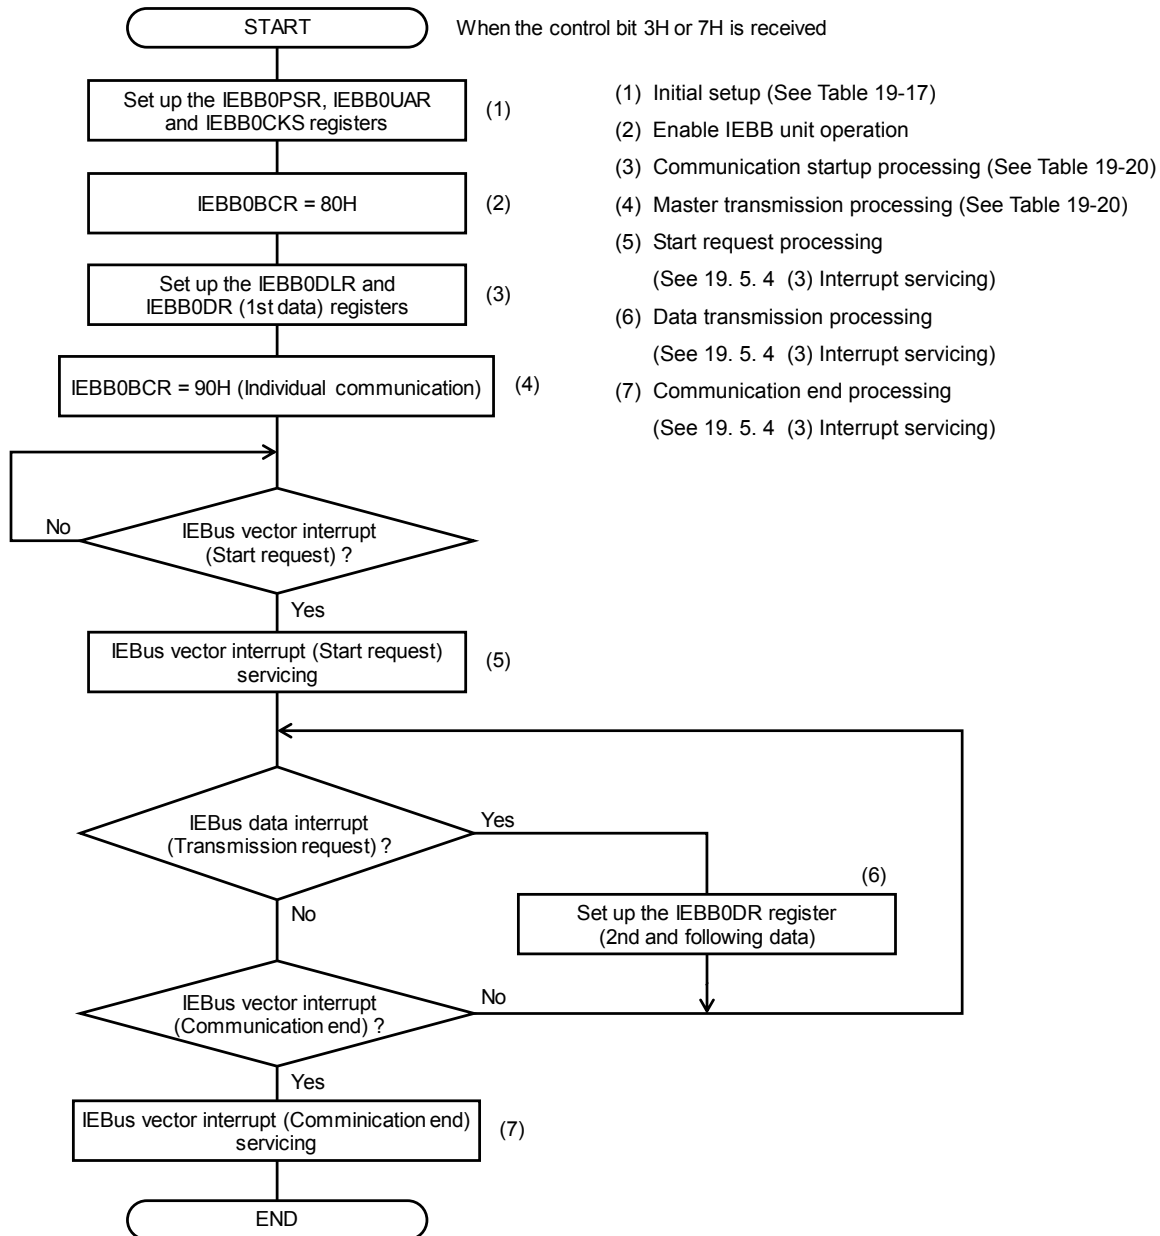 START
When the control bit 3H or 7H is received
Set up the IEBB0PSR, IEBB0UAR
and IEBB0CKS registers
(1)
IEBB0BCR = 80H
(2)
Set up the IEBB0DLR and
IEBB0DR (1st data) registers
(3)
IEBB0BCR = 90H (Individual communication)
(4)
(1) Initial setup (See Table 19-17)
(2) Enable IEBB unit operation
(3) Communication startup processing (See Table 19-20)
(4) Master transmission processing (See Table 19-20)
(5) Start request processing
(See 19. 5. 4 (3) Interrupt servicing)
(6) Data transmission processing
(See 19. 5. 4 (3) Interrupt servicing)
(7) Communication end processing
(See 19. 5. 4 (3) Interrupt servicing)
No
IEBus vector interrupt
(Start request) ?
Yes
IEBus vector interrupt (Start request)
servicing
(5)
IEBus data interrupt
(Transmission request) ?
Yes
(6)
No
Set up the IEBB0DR register
(2nd and following data)
IEBus vector interrupt
(Communication end) ?
No
Yes
IEBus vector interrupt (Comminication end)
servicing
(7)
END